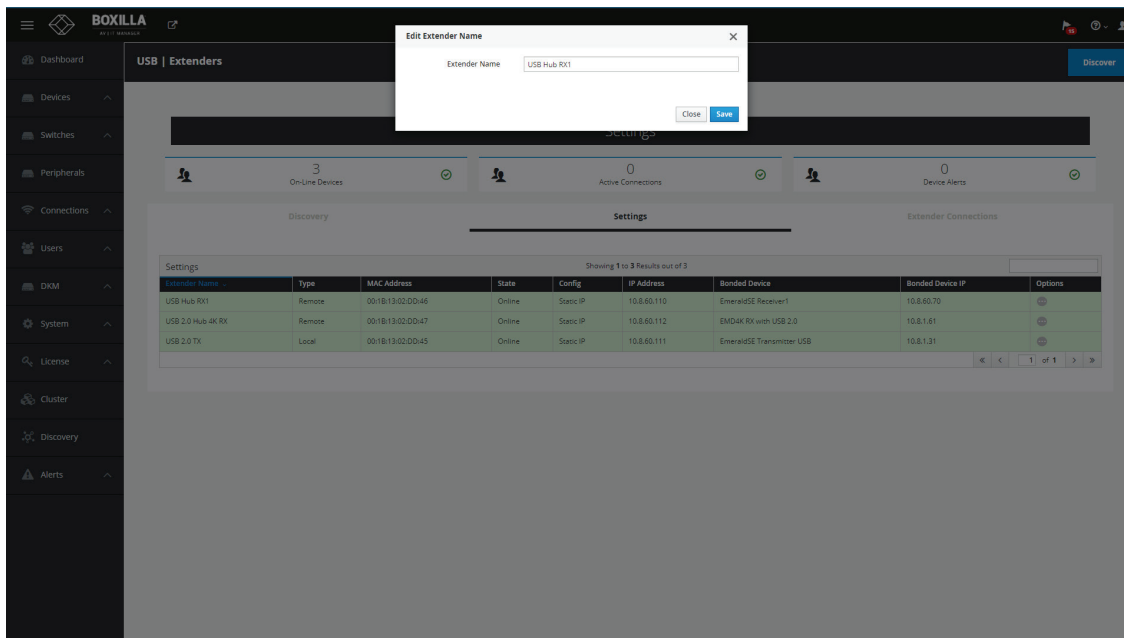 BOXILLA
AV I IT MANAGER
Edit Extender Name
Extender Name USB Hub RX1
Close Save
Dashboard
USB | Extenders
Discover
Devices
Switches
Settings
Peripherals
3
On-Line Devices
0
Active Connections
0
Device Alerts
Connections
Discovery Settings Extender Connections
Users
Settings Showing 1 to 3 Results out of 3
DKM
Extender Name Type MAC Address State Config IP Address Bonded Device Bonded Device IP Options
USB Hub RX1 Remote 00:1B:13:02:DD:46 Online Static IP 10.8.60.110 EmeraldSE Receiver1 10.8.60.70
System
USB 2.0 Hub 4K RX Remote 00:1B:13:02:DD:47 Online Static IP 10.8.60.112 EMD4K RX with USB 2.0 10.8.1.61
USB 2.0 TX Local 00:1B:13:02:DD:45 Online Static IP 10.8.60.111 EmeraldSE Transmitter USB 10.8.1.31
License
« < 1 of 1 > »
Cluster
Discovery
Alerts